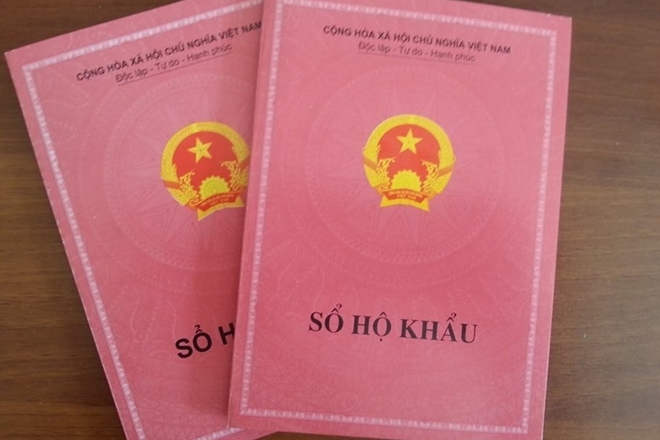 CỘNG HÒA XÃ HỘI CHỦ NGHĨA VIỆT NAM
Độc lập - Tự do - Hạnh phúc
SỔ H
CỘNG HÒA XÃ HỘI CHỦ NGHĨA VIỆT NAM
Độc lập - Tự do - Hạnh phúc
SỔ HỘ KHẨU